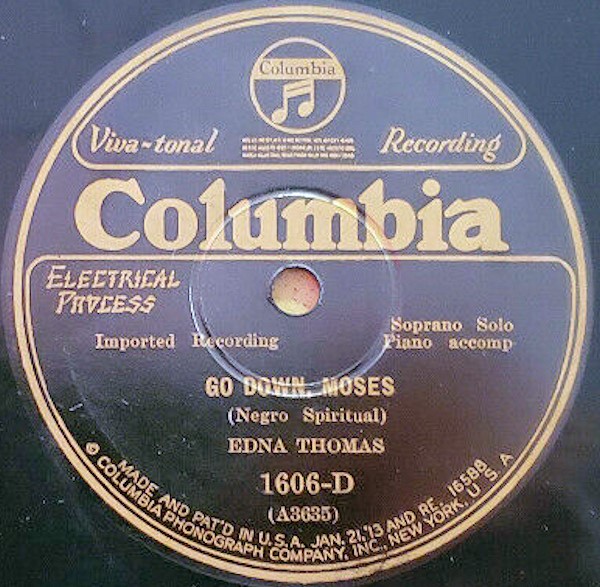 Columbia
Viva-tonal Recording
Columbia
ELECTRICAL
PROCESS
Soprano Solo
Imported Recording Piano accomp
GO DOWN, MOSES
(Negro Spiritual)
EDNA THOMAS
1606-D
(A3635)
MADE AND PAT'D IN U.S.A. JAN. 21,'13 AND RE. 16588
© COLUMBIA PHONOGRAPH COMPANY, INC., NEW YORK, U S A